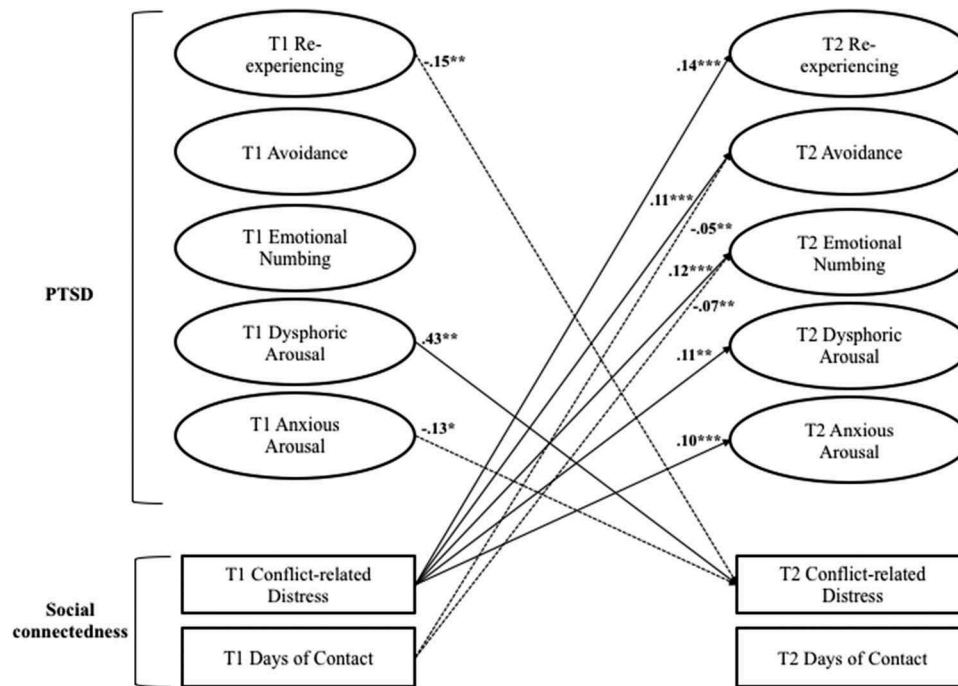 T1 Re-
experiencing
-.15**
.14***
T2 Re-
experiencing
T1 Avoidance
T2 Avoidance
.11***
-.05**
T1 Emotional
Numbing
.12***
T2 Emotional
Numbing
PTSD
-.07**
T1 Dysphoric
Arousal
.43**
.11**
T2 Dysphoric
Arousal
T1 Anxious
Arousal
-.13*
.10***
T2 Anxious
Arousal
T1 Conflict-related
Distress
T2 Conflict-related
Distress
Social
connectedness
T1 Days of Contact
T2 Days of Contact